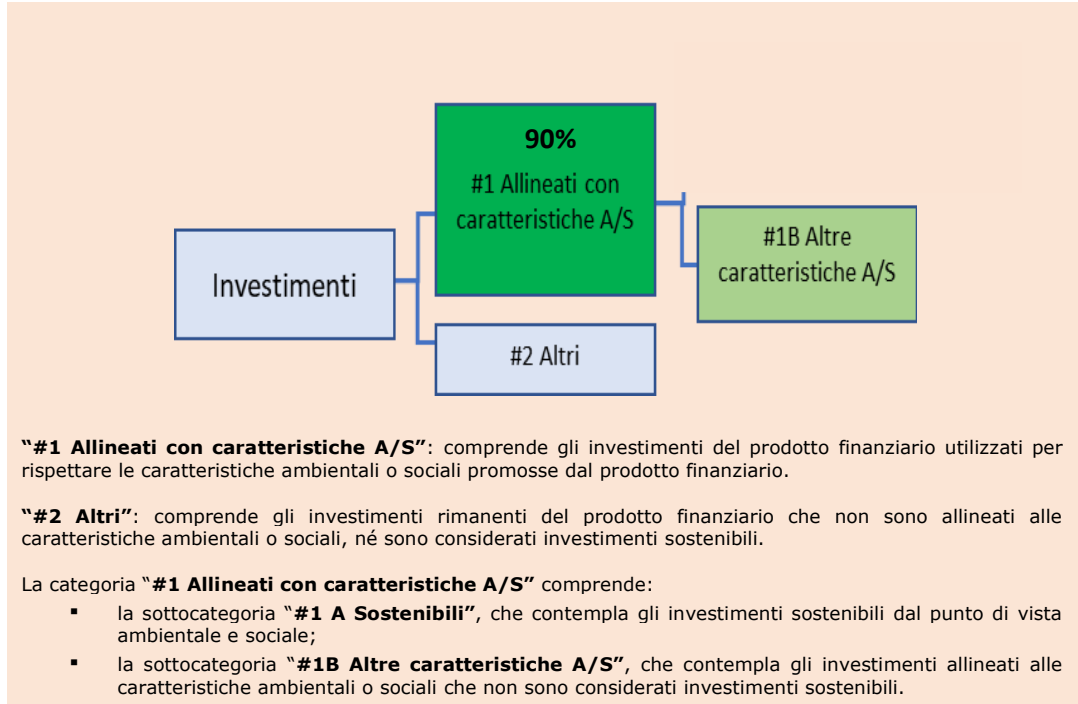 90%
#1 Allineati con
caratteristiche A/S
#1B Altre
caratteristiche A/S
Investimenti
#2 Altri
“#1 Allineati con caratteristiche A/S”: comprende gli investimenti del prodotto finanziario utilizzati per
rispettare le caratteristiche ambientali o sociali promosse dal prodotto finanziario.
“#2 Altri”: comprende gli investimenti rimanenti del prodotto finanziario che non sono allineati alle
caratteristiche ambientali o sociali, né sono considerati investimenti sostenibili.
La categoria “#1 Allineati con caratteristiche A/S” comprende:
▪ la sottocategoria “#1 A Sostenibili”, che contempla gli investimenti sostenibili dal punto di vista
ambientale e sociale;
▪ la sottocategoria “#1B Altre caratteristiche A/S”, che contempla gli investimenti allineati alle
caratteristiche ambientali o sociali che non sono considerati investimenti sostenibili.